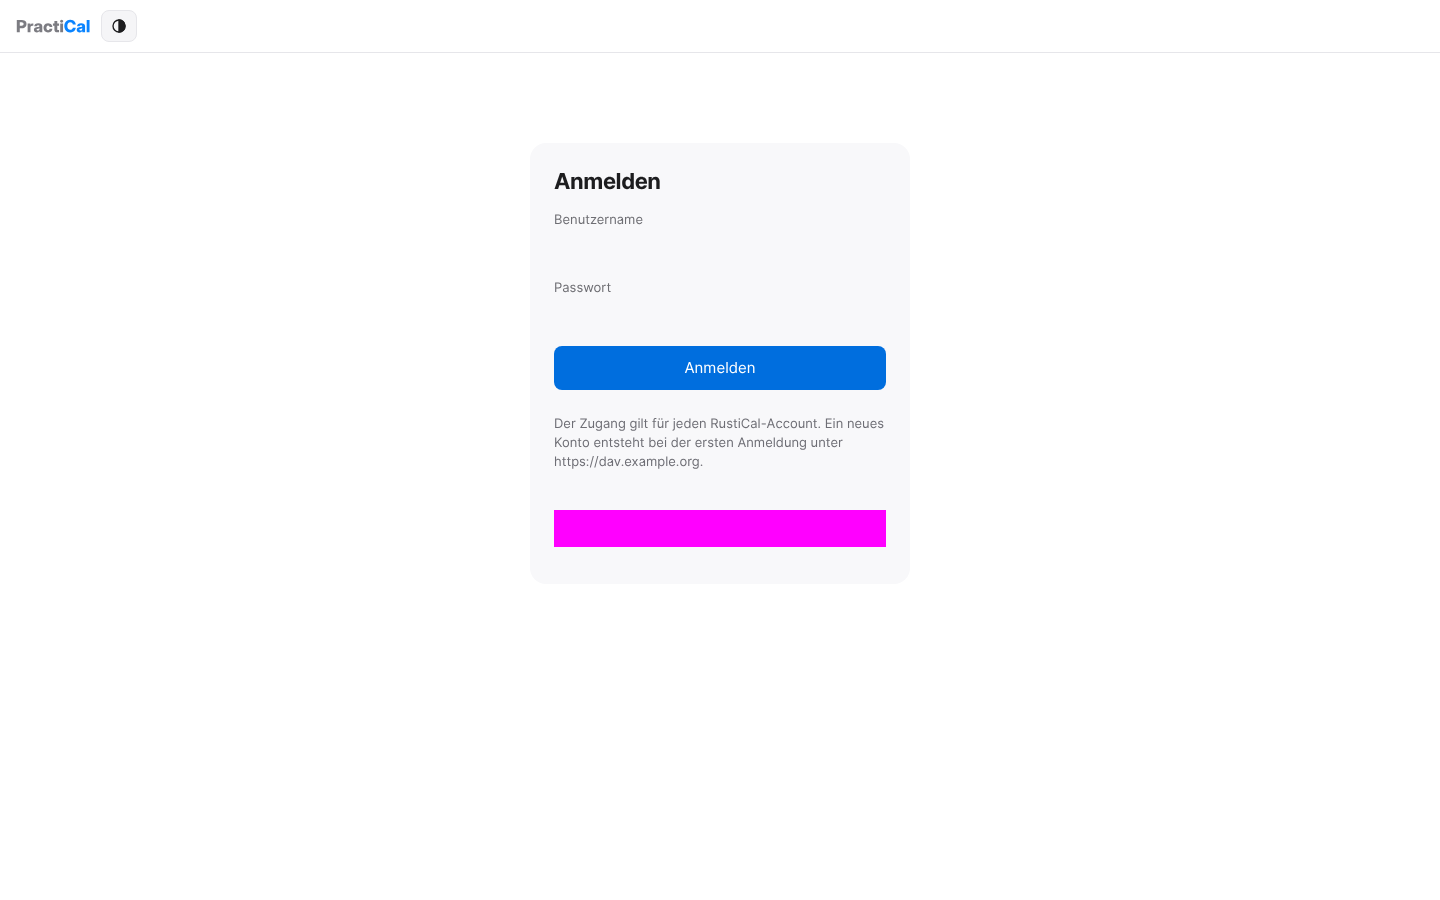 PractiCal
Anmelden
Benutzername
Passwort
Anmelden
Der Zugang gilt für jeden RustiCal-Account. Ein neues
Konto entsteht bei der ersten Anmeldung unter
https://dav.example.org.